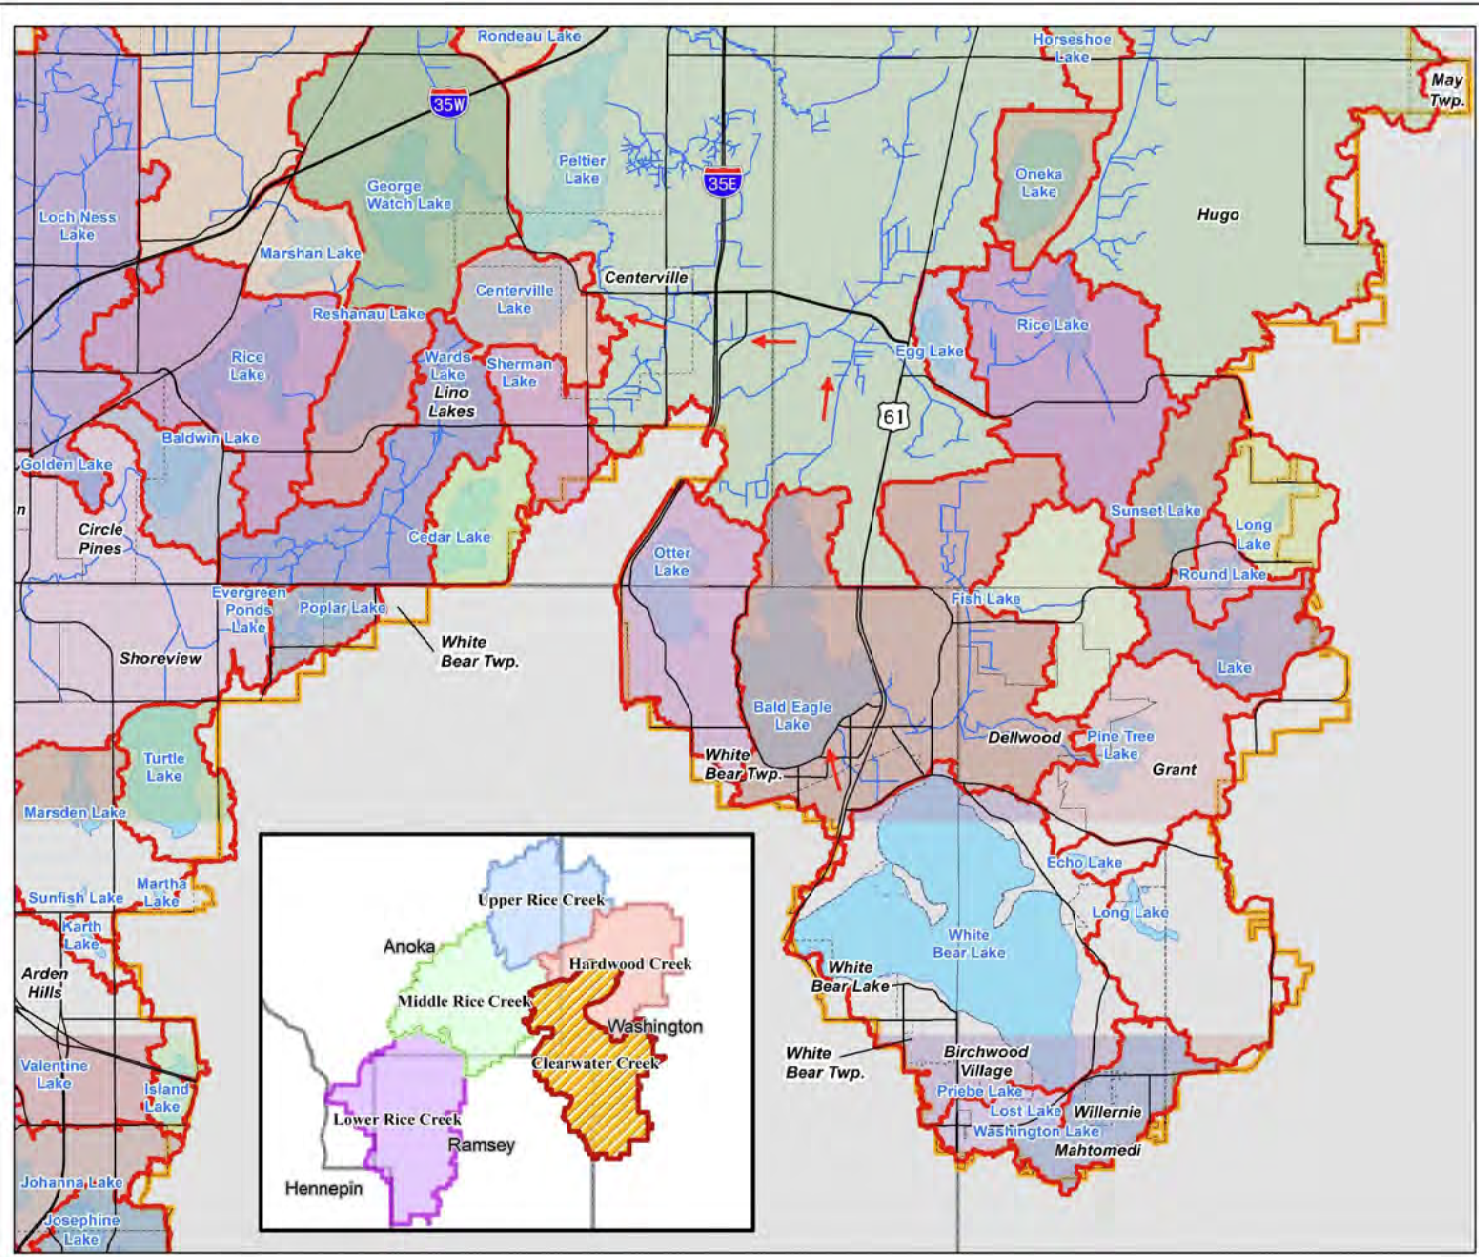 Rondeau Lake
Horseshoe
Lake
May
Twp.
35W
Peltier
Lake
35E
Oneka
Lake
George
Watch Lake
Hugo
Loch Ness
Lake
Marshan Lake
Centerville
Centerville
Lake
Reshanau Lake
Rice Lake
Egg Lake
Rice
Lake
Wards
Lake
Sherman
Lake
Lino
Lakes
61
Baldwin Lake
Golden Lake
n
Circle
Pines
Cedar Lake
Otter
Lake
Sunset Lake
Long
Lake
Round Lake
Evergreen
Ponds
Lake
Poplar Lake
Fish Lake
White
Bear Twp.
Shoreview
Lake
Bald Eagle
Lake
Dellwood
Pine Tree
Lake
Grant
White
Bear Twp.
Turtle
Lake
Marsden Lake
Echo Lake
Sunfish Lake
Martha
Lake
Long Lake
Karth
Lake
White
Bear Lake
Arden
Hills
White
Bear Lake
White
Bear Twp.
Birchwood
Village
Priebe Lake
Lost Lake
Willernie
Washington Lake
Mahtomedi
Valentine
Lake
Island
Lake
Johanna Lake
Josephine
Lake
Upper Rice Creek
Anoka
Hardwood Creek
Middle Rice Creek
Washington
Clearwater Creek
Lower Rice Creek
Ramsey
Hennepin